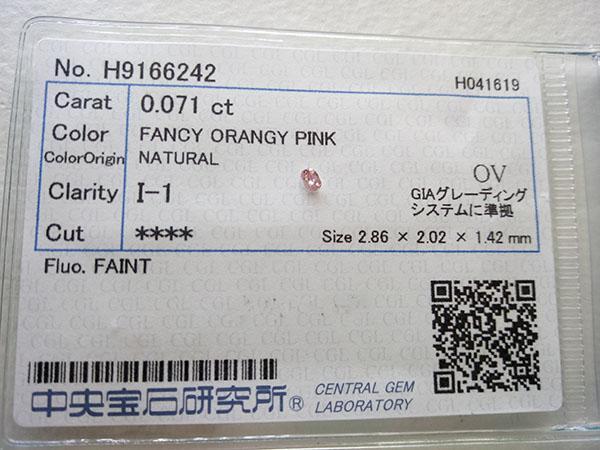 No. H9166242
H041619
Carat 0.071 ct
Color FANCY ORANGY PINK
ColorOrigin NATURAL
Clarity I-1
OV
GIAグレーディング
システムに準拠
Cut ****
Size 2.86 × 2.02 × 1.42 mm
Fluo. FAINT
中央宝石研究所®
CENTRAL GEM
LABORATORY